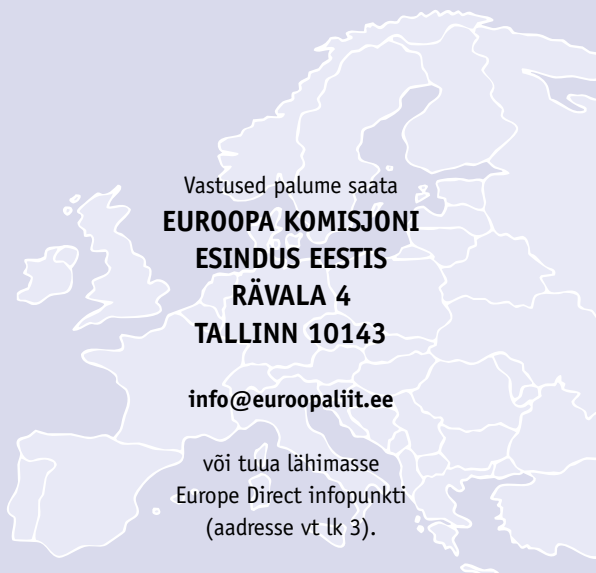 Vastused palume saata
EUROOPA KOMISJONI
ESINDUS EESTIS
RÄVALA 4
TALLINN 10143
info@euroopaliit.ee
või tuua lähimasse
Europe Direct infopunkti
(aadresse vt lk 3).